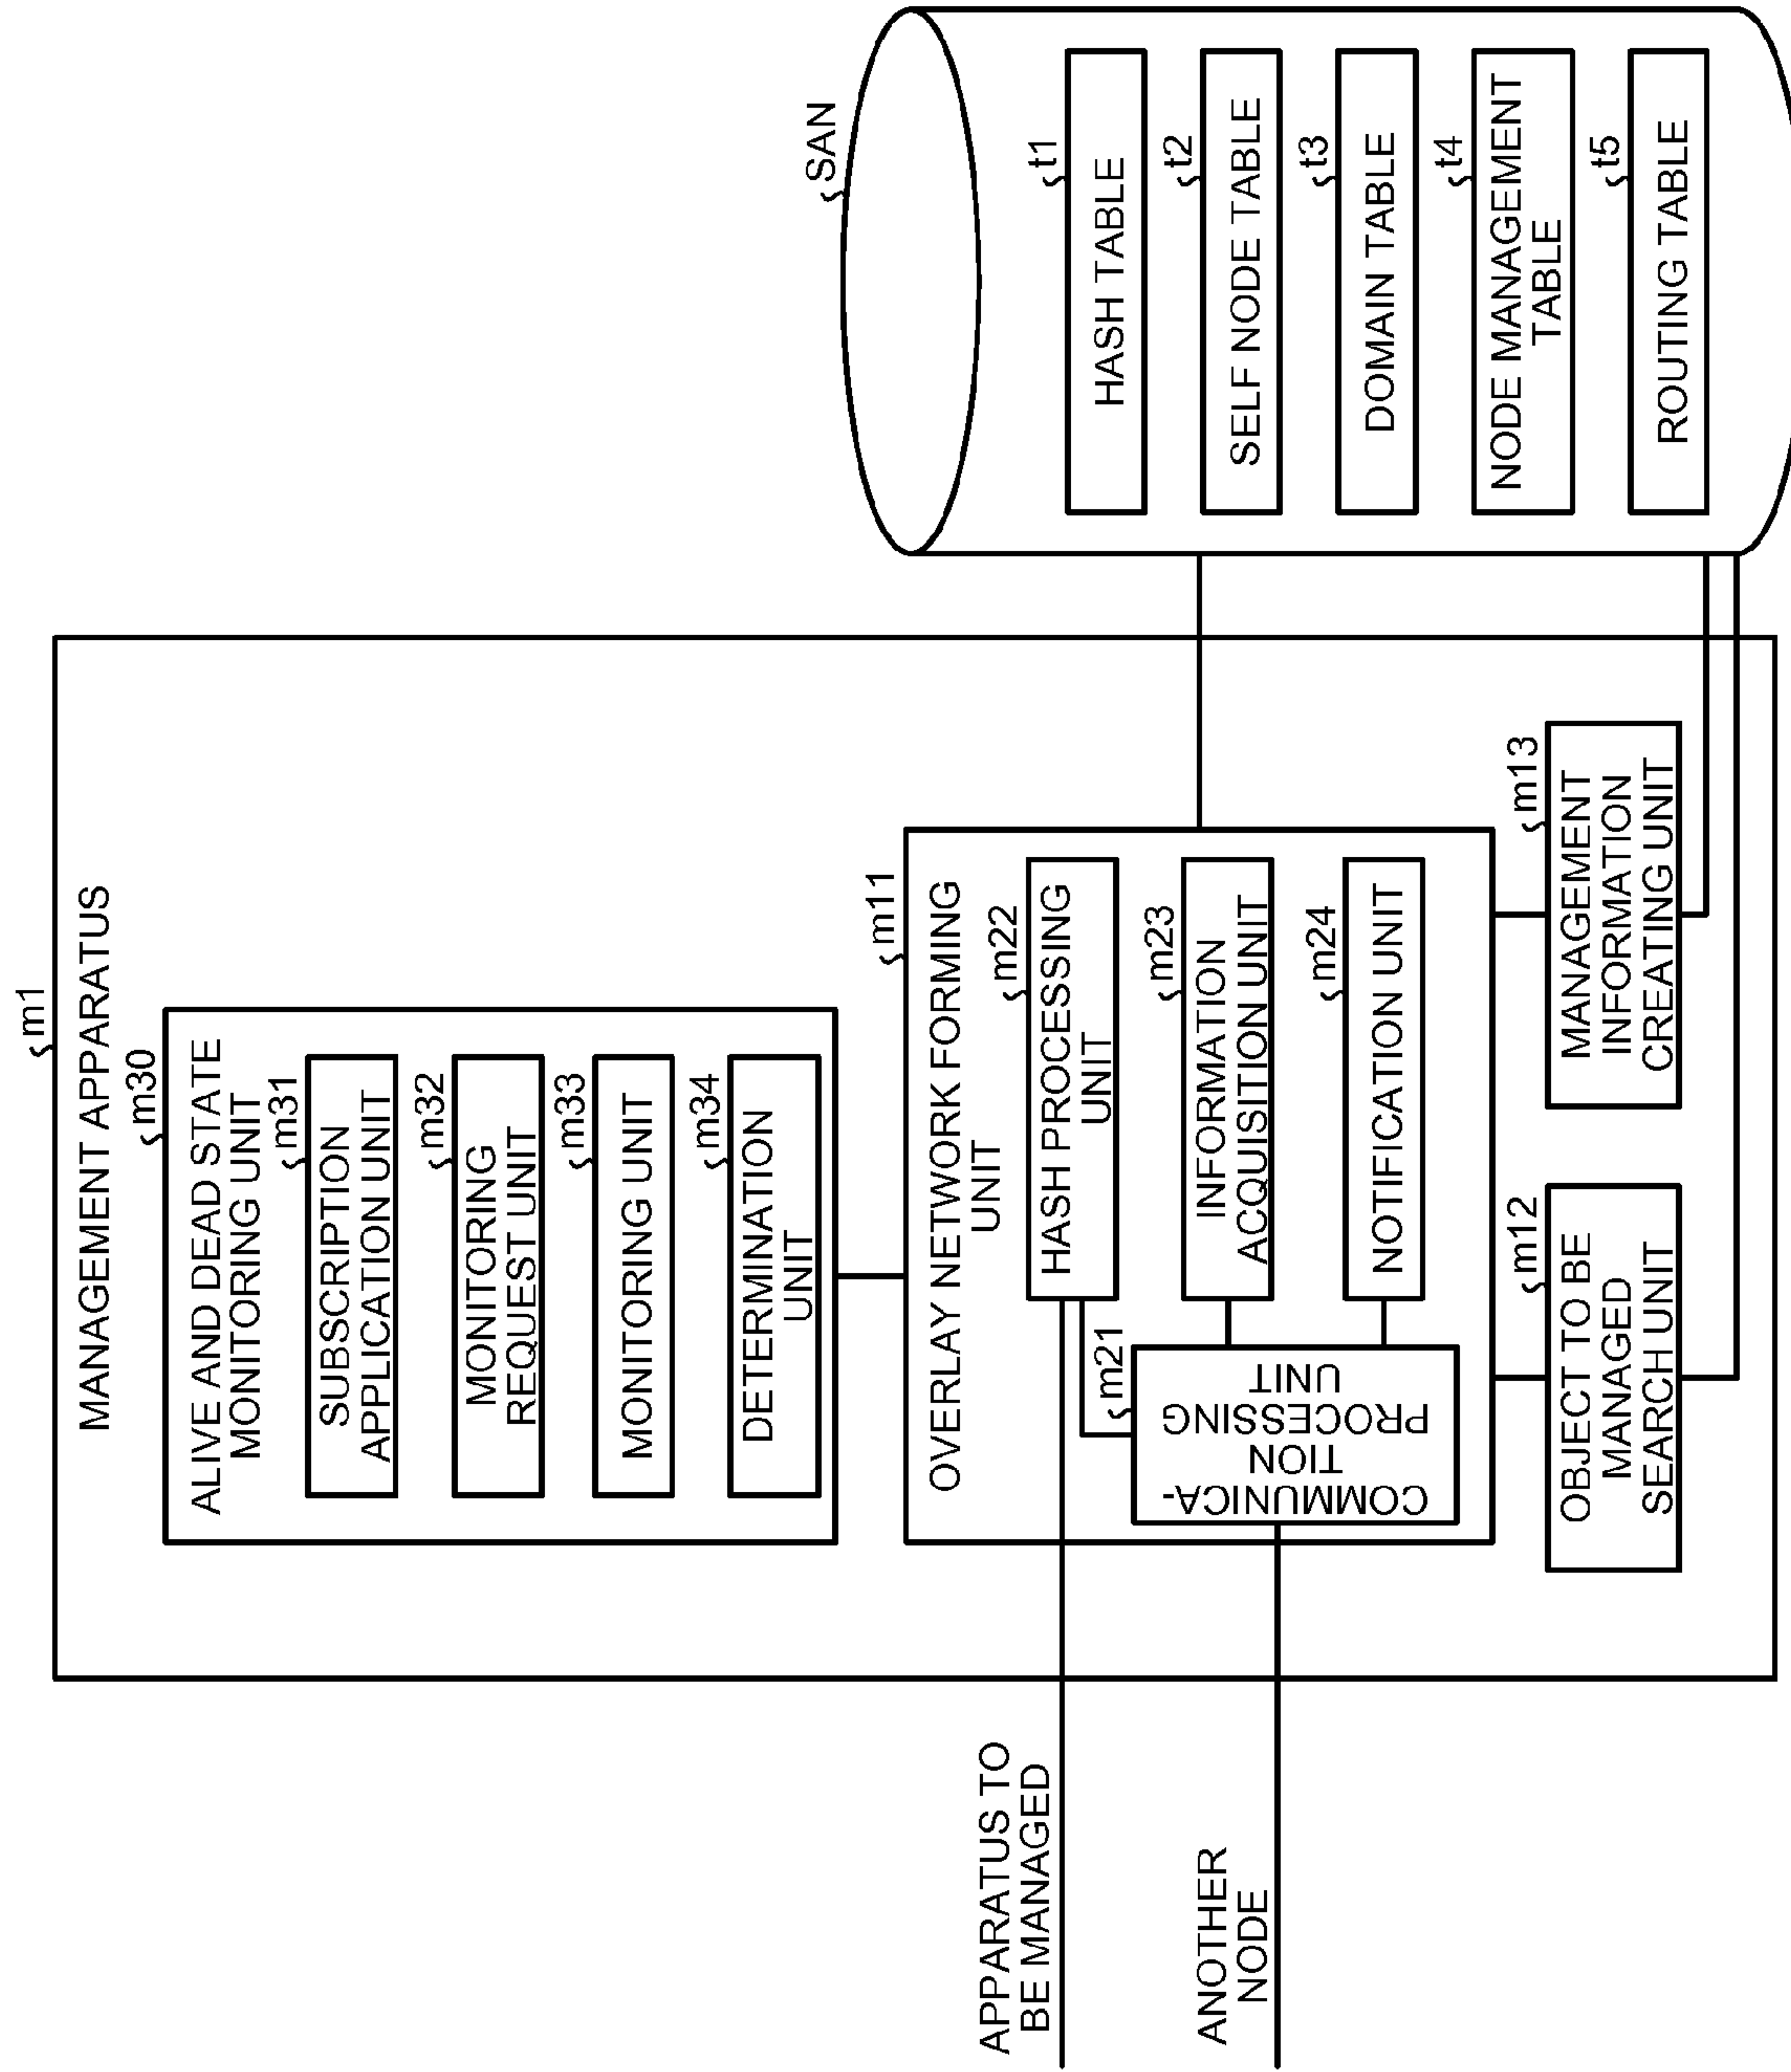 m1
MANAGEMENT APPARATUS
m30
ALIVE AND DEAD STATE
MONITORING UNIT
m31
SUBSCRIPTION
APPLICATION UNIT
m32
MONITORING
REQUEST UNIT
m33
MONITORING UNIT
m34
DETERMINATION
UNIT
m11
OVERLAY NETWORK FORMING
UNIT
m22
HASH PROCESSING
UNIT
m21
COMMUNICA-
TION
PROCESSING
UNIT
m23
INFORMATION
ACQUISITION UNIT
m24
NOTIFICATION UNIT
m12
OBJECT TO BE
MANAGED
SEARCH UNIT
m13
MANAGEMENT
INFORMATION
CREATING UNIT
APPARATUS TO
BE MANAGED
ANOTHER
NODE
SAN
t1
HASH TABLE
t2
SELF NODE TABLE
t3
DOMAIN TABLE
t4
NODE MANAGEMENT
TABLE
t5
ROUTING TABLE